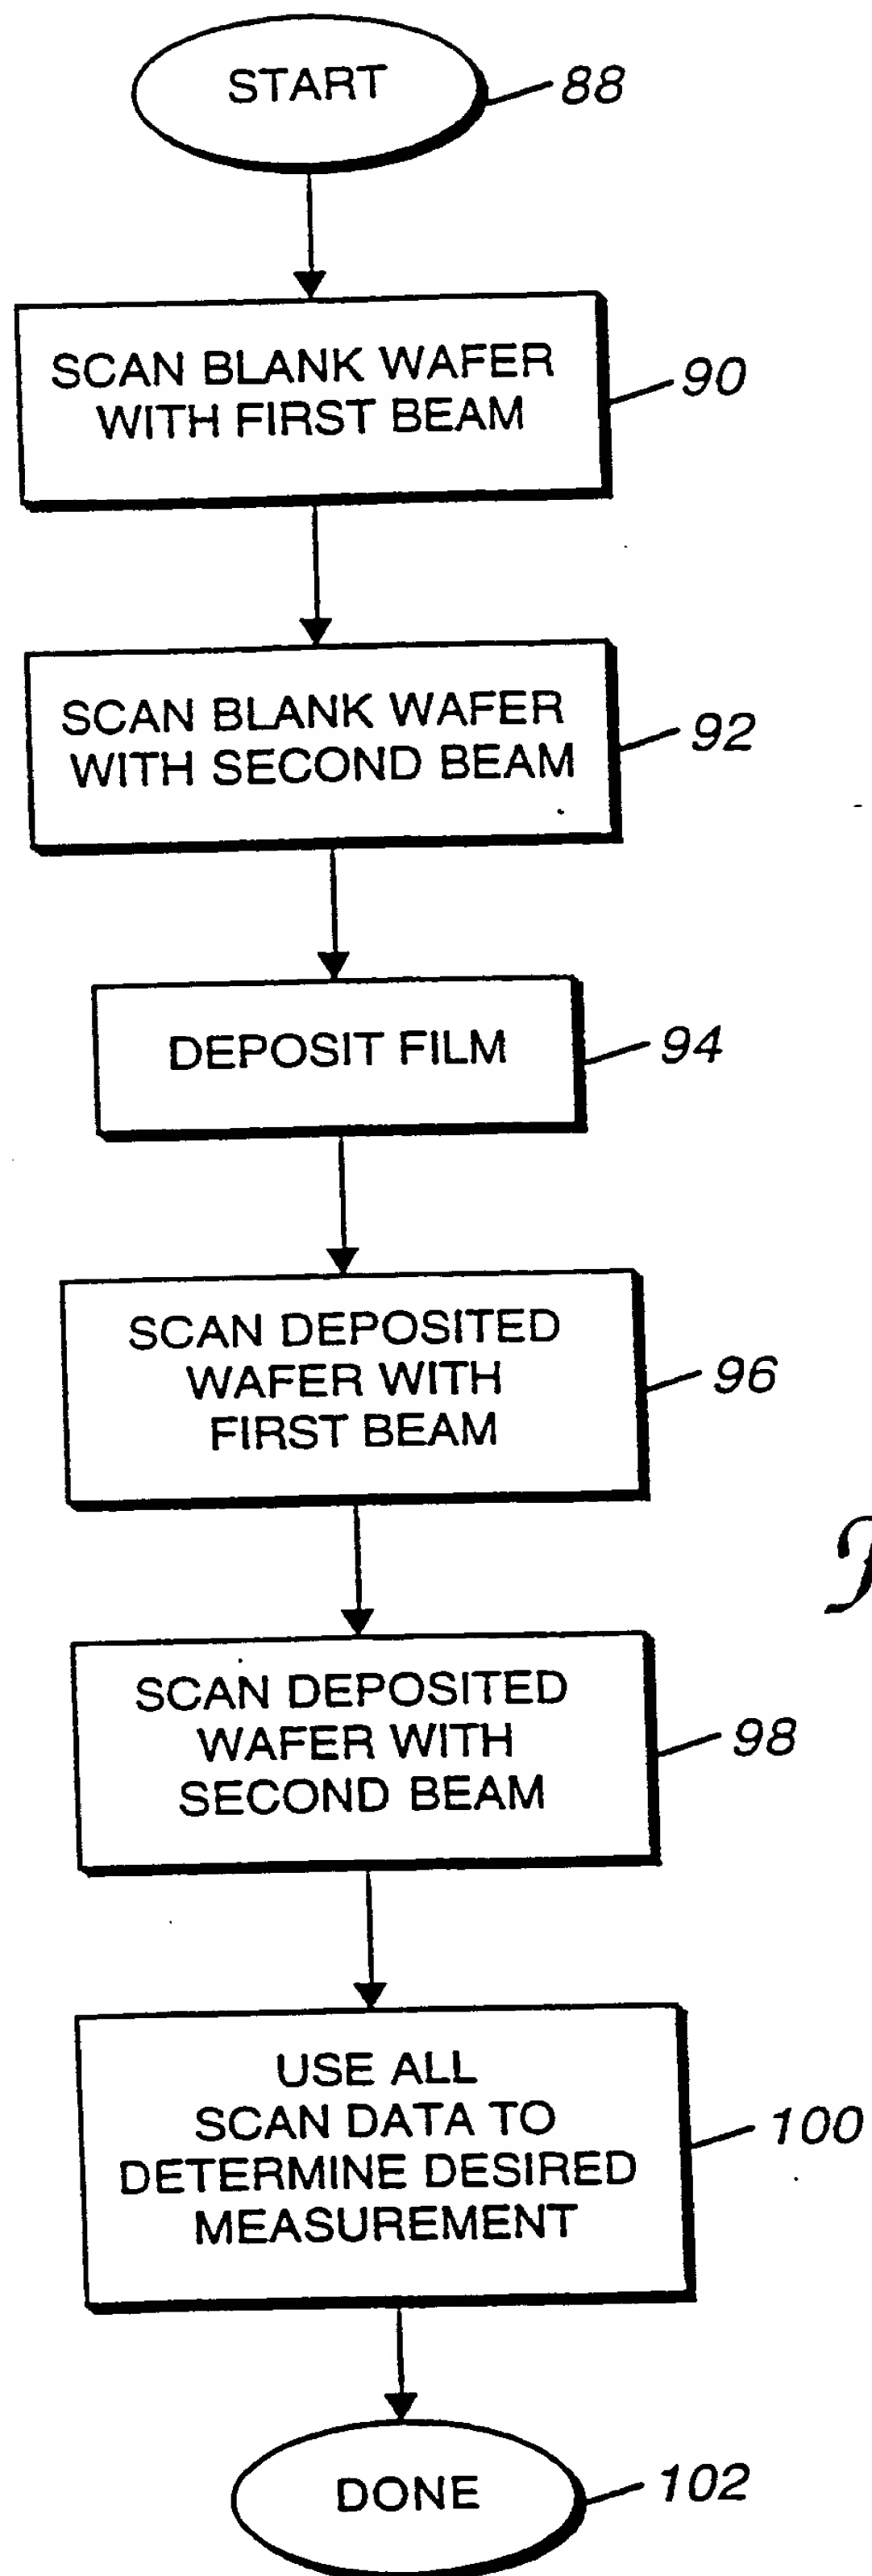 START
88
SCAN BLANK WAFER
WITH FIRST BEAM
90
SCAN BLANK WAFER
WITH SECOND BEAM
92
DEPOSIT FILM
94
SCAN DEPOSITED
WAFER WITH
FIRST BEAM
96
SCAN DEPOSITED
WAFER WITH
SECOND BEAM
98
USE ALL
SCAN DATA TO
DETERMINE DESIRED
MEASUREMENT
100
DONE
102